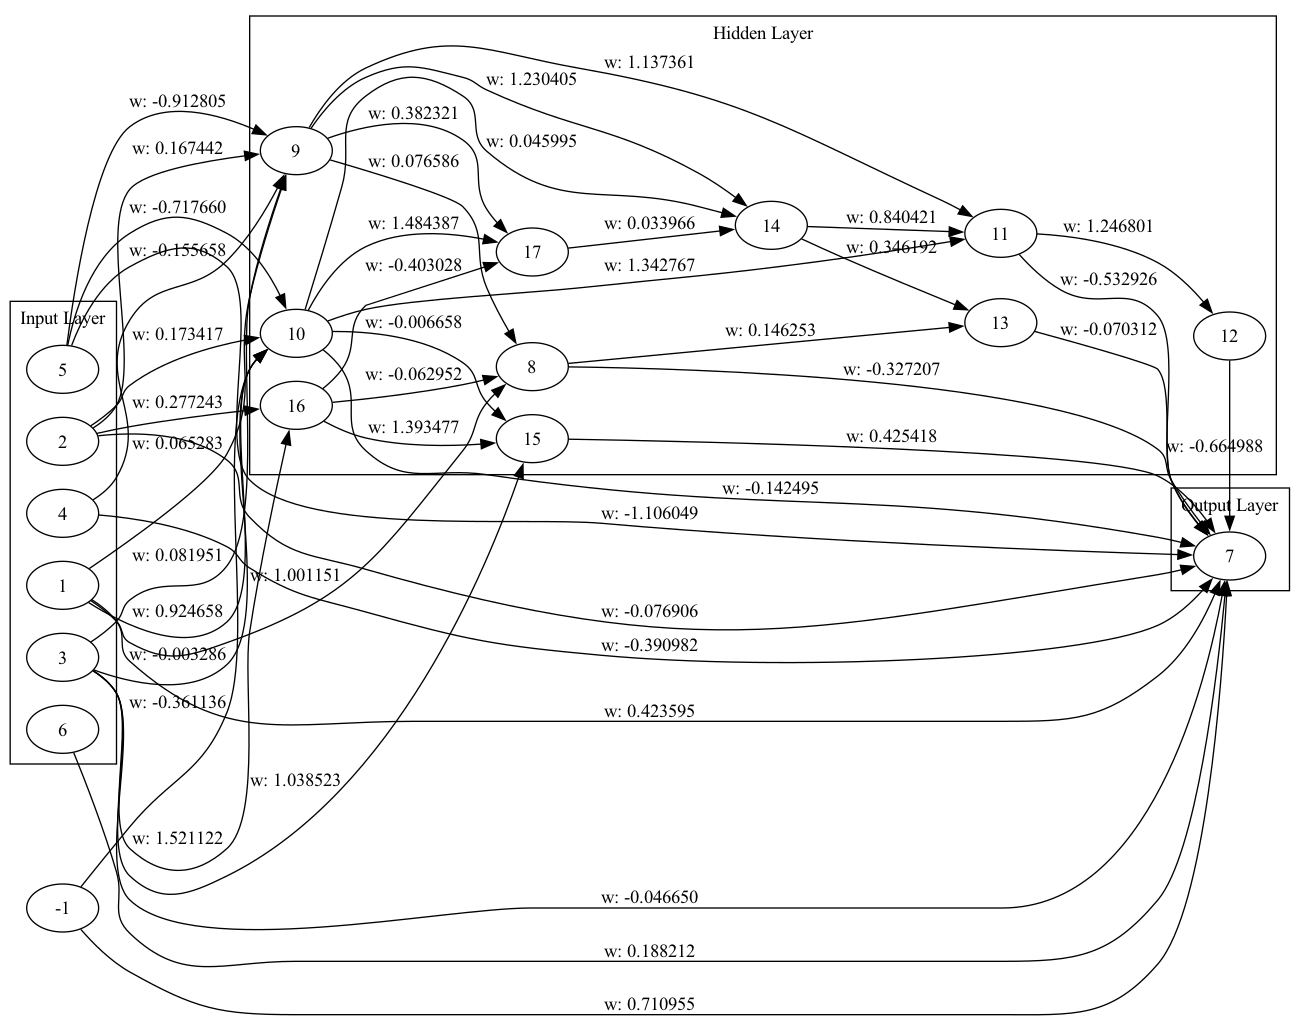 Hidden Layer
w: 1.137361
w: 1.230405
w: -0.912805
w: 0.382321
w: 0.045995
w: 0.167442
9
w: 0.076586
w: -0.717660
w: 1.484387
w: 0.033966
14
w: 0.840421
w: 1.246801
11
w: -0.155658
17
w: 0.346192
w: -0.403028
w: 1.342767
w: -0.532926
Input Layer
w: 0.173417
10
w: -0.006658
w: 0.146253
13
w: -0.070312
12
5
w: -0.062952
8
w: -0.327207
w: 0.277243
16
w: 1.393477
2
w: 0.065283
15
w: 0.425418
w: -0.664988
w: -0.142495
4
w: -1.106049
Output Layer
w: 0.081951
7
1
w: 1.001151
w: 0.924658
w: -0.076906
3
w: -0.003286
w: -0.390982
w: -0.361136
w: 0.423595
6
w: 1.038523
w: 1.521122
-1
w: -0.046650
w: 0.188212
w: 0.710955